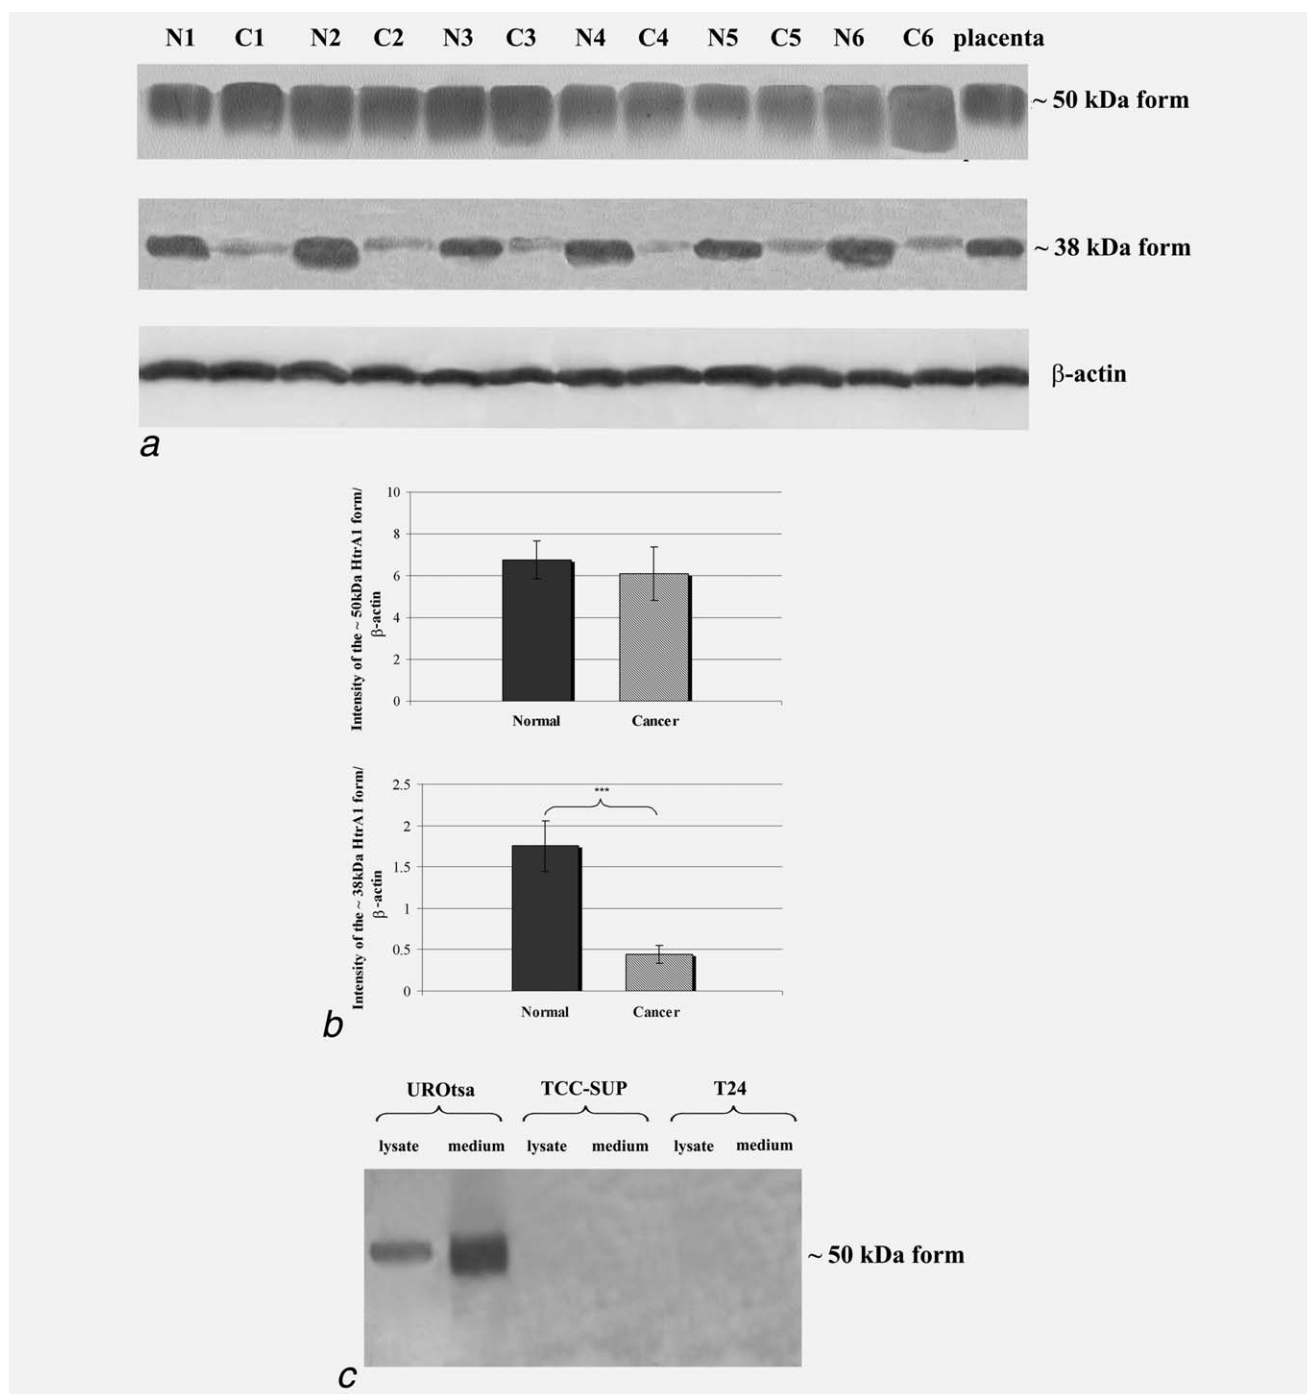 N1 C1 N2 C2 N3 C3 N4 C4 N5 C5 N6 C6 placenta
~ 50 kDa form
~ 38 kDa form
β-actin
a
Intensity of the ~ 50kDa HtrA1 form/
β-actin
10
8
6
4
2
0
Normal Cancer
Intensity of the ~ 38kDa HtrA1 form/
β-actin
2.5
2
1.5
1
0.5
0
***
Normal Cancer
b
UROtsa TCC-SUP T24
lysate medium lysate medium lysate medium
~ 50 kDa form
c